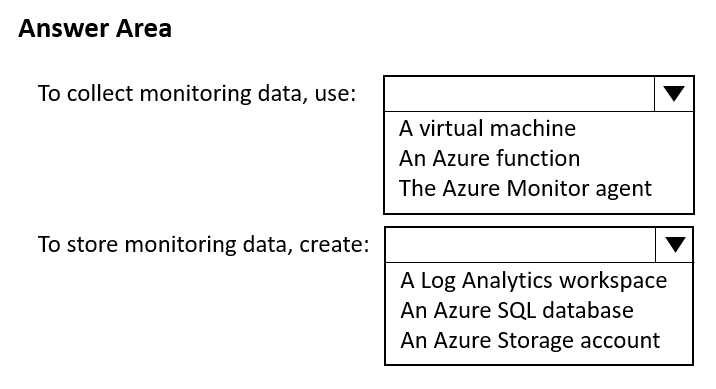 Answer Area
To collect monitoring data, use:
A virtual machine
An Azure function
The Azure Monitor agent
To store monitoring data, create:
A Log Analytics workspace
An Azure SQL database
An Azure Storage account